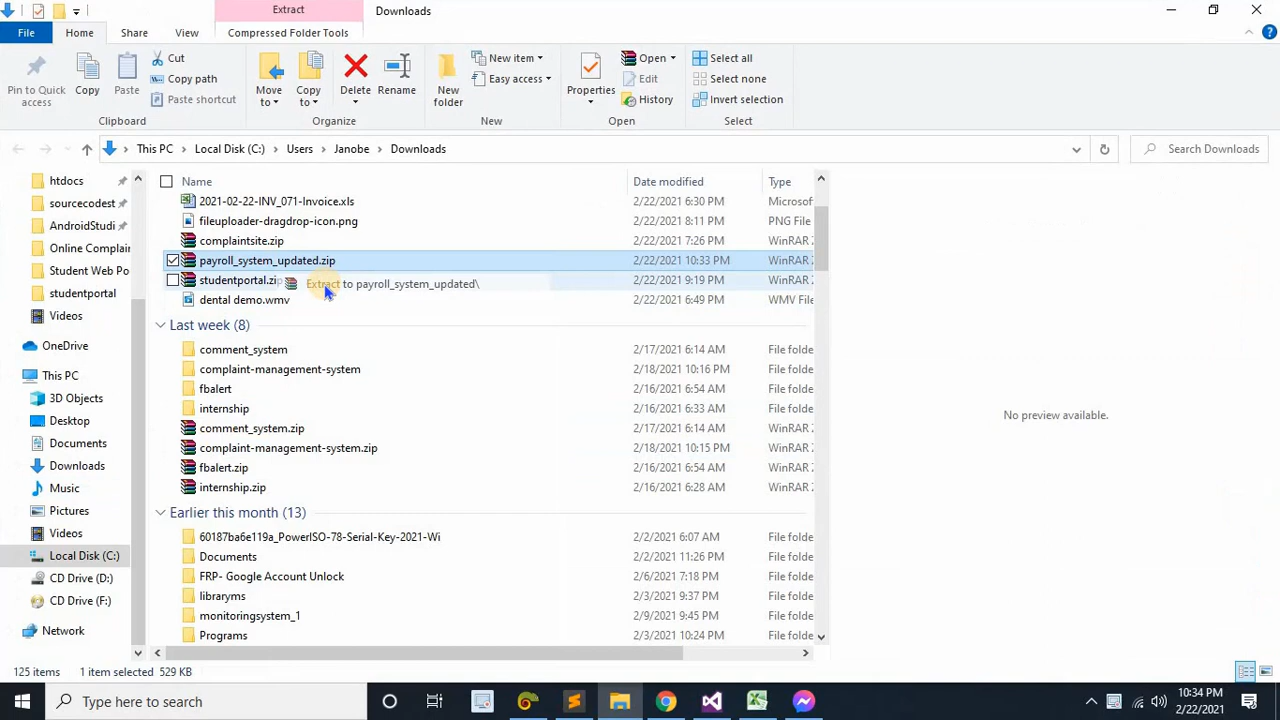 Extract
Downloads
File
Home
Share
View
Compressed Folder Tools
Pin to Quick access
Copy
Paste
Cut
Copy path
Paste shortcut
Clipboard
Move to
Copy to
Delete
Rename
Organize
New folder
New item
Easy access
New
Properties
Open
Edit
History
Open
Select all
Select none
Invert selection
Select
This PC
Local Disk (C:)
Users
Janobe
Downloads
Search Downloads
htdocs
sourcecodest
AndroidStudi
Online Complain
Student Web Po
studentportal
Videos
OneDrive
This PC
3D Objects
Desktop
Documents
Downloads
Music
Pictures
Videos
Local Disk (C:)
CD Drive (D:)
CD Drive (F:)
Network
Name Date modified Type
2021-02-22-INV_071-Invoice.xls 2/22/2021 6:30 PM Microsof
fileuploader-dragdrop-icon.png 2/22/2021 8:11 PM PNG File
complaintsite.zip 2/22/2021 7:26 PM WinRAR Z
payroll_system_updated.zip 2/22/2021 10:33 PM WinRAR Z
studentportal.zip 2/22/2021 9:19 PM WinRAR Z
Extract to payroll_system_updated\
dental demo.wmv 2/22/2021 6:49 PM WMV File
Last week (8)
comment_system 2/17/2021 6:14 AM File folde
complaint-management-system 2/18/2021 10:16 PM File folde
fbalert 2/16/2021 6:54 AM File folde
internship 2/16/2021 6:33 AM File folde
comment_system.zip 2/17/2021 6:14 AM WinRAR Z
complaint-management-system.zip 2/18/2021 10:15 PM WinRAR Z
fbalert.zip 2/16/2021 6:54 AM WinRAR Z
internship.zip 2/16/2021 6:28 AM WinRAR Z
Earlier this month (13)
60187ba6e119a_PowerISO-78-Serial-Key-2021-Wi 2/2/2021 6:07 AM File folde
Documents 2/2/2021 11:26 PM File folde
FRP- Google Account Unlock 2/6/2021 7:18 PM File folde
libraryms 2/3/2021 9:37 PM File folde
monitoringsystem_1 2/9/2021 9:45 PM File folde
Programs 2/3/2021 10:24 PM File folde
No preview available.
125 items 1 item selected 529 KB
Type here to search
10:34 PM
2/22/2021